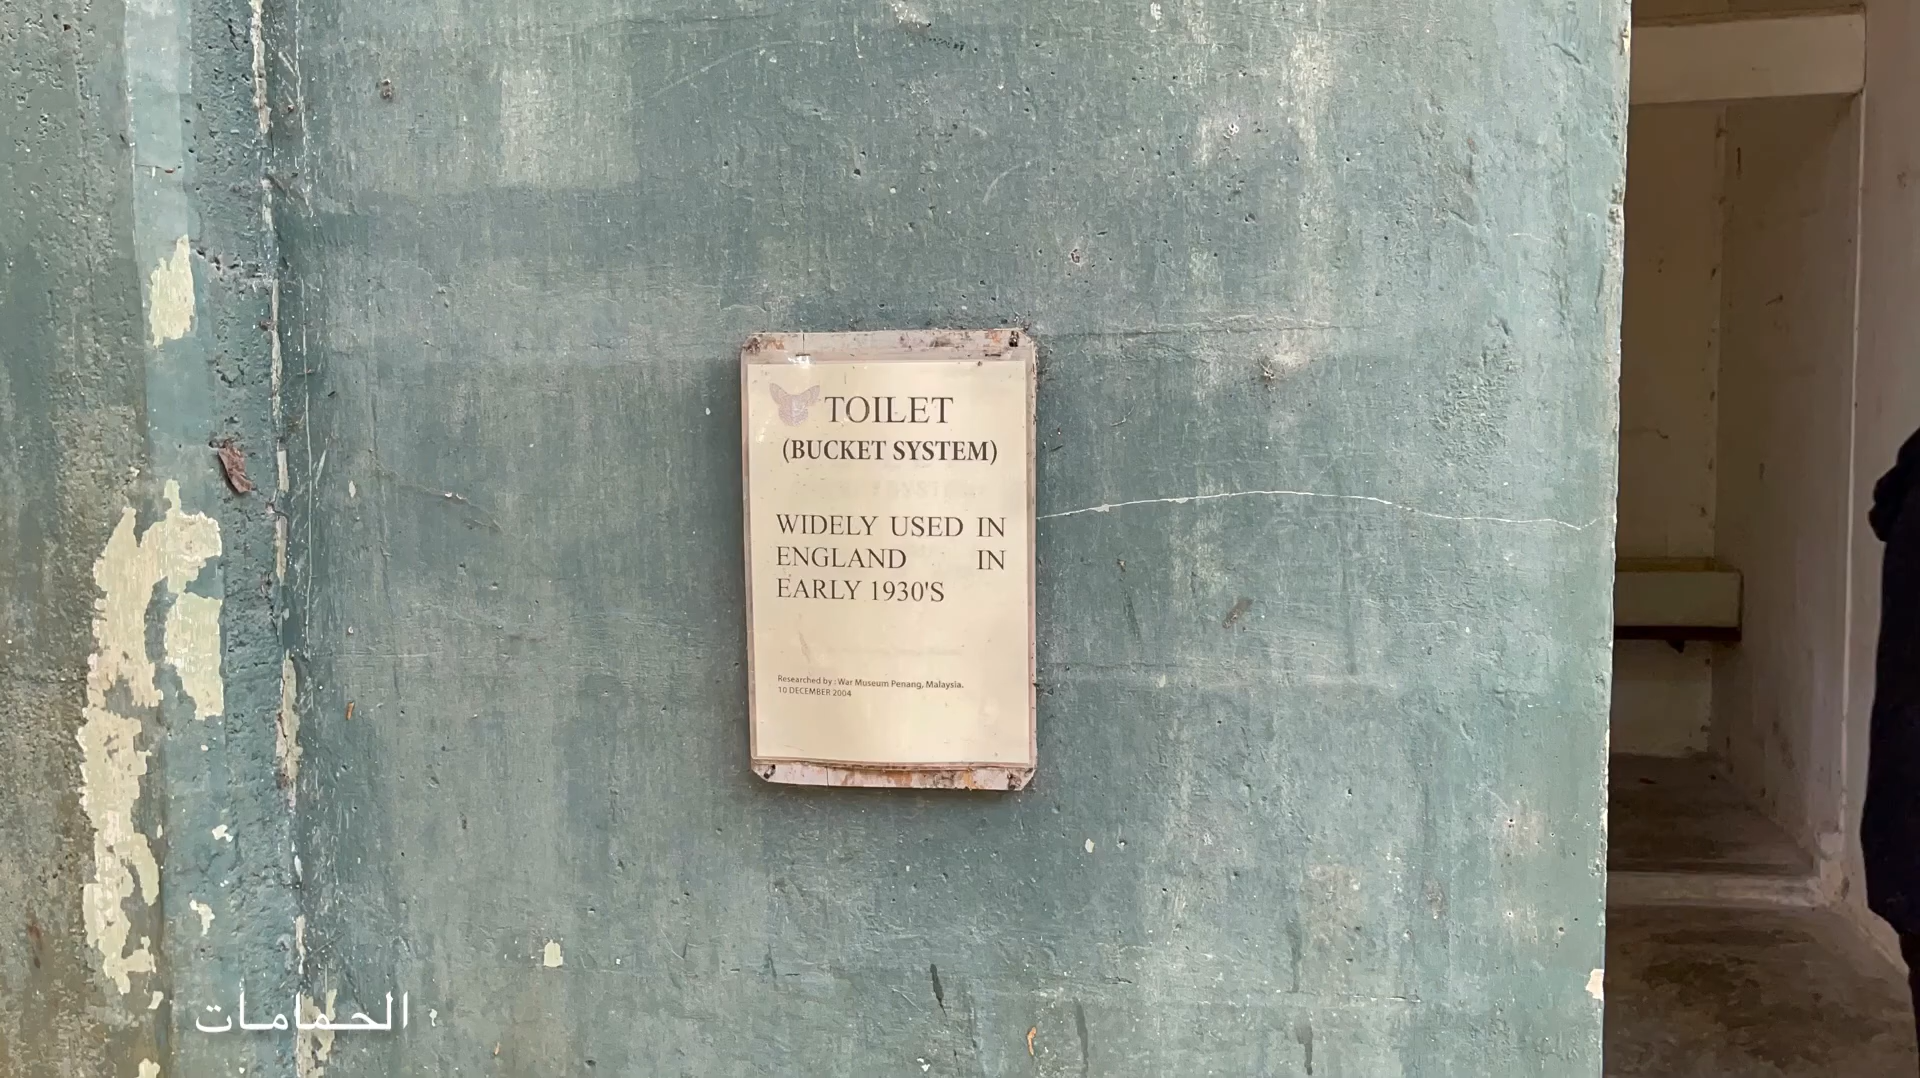 TOILET
(BUCKET SYSTEM)
WIDELY USED IN
ENGLAND IN
EARLY 1930'S
Researched by : War Museum Penang, Malaysia.
10 DECEMBER 2004
الحمامات